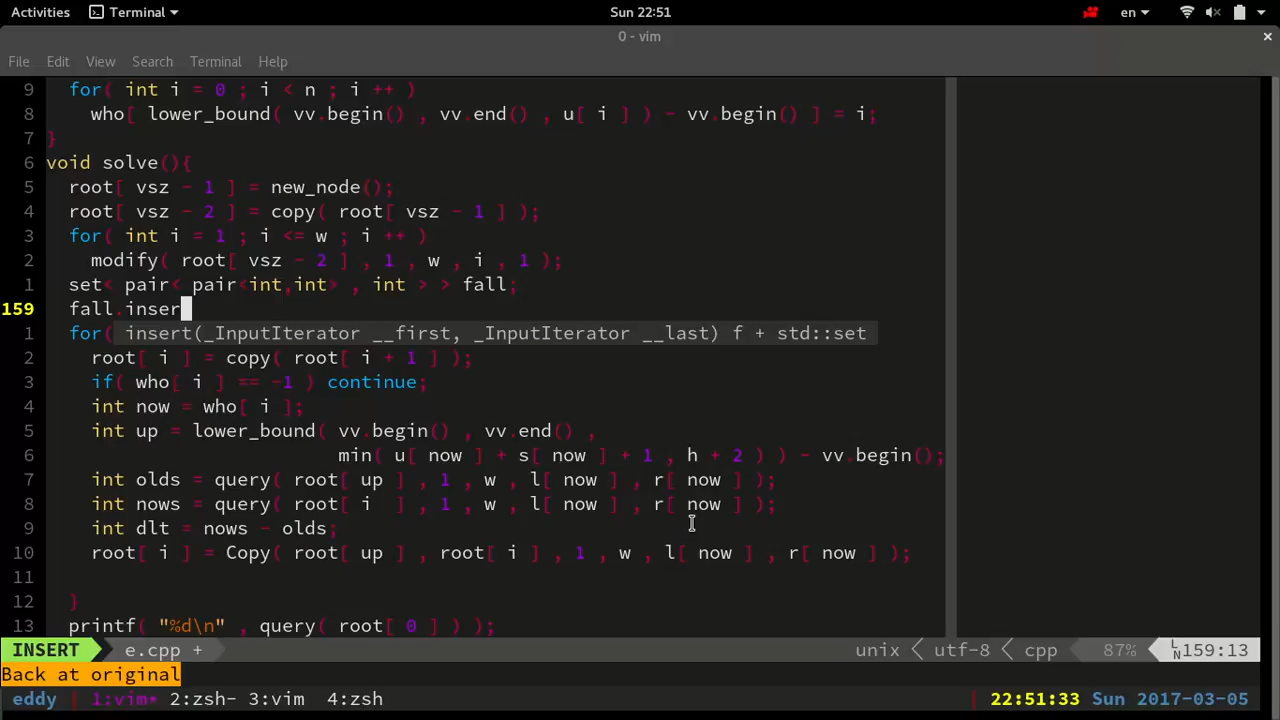 Activities Terminal Sun 22:51 en
0 - vim ×
File Edit View Search Terminal Help
9 for( int i = 0 ; i < n ; i ++ )
8 who[ lower_bound( vv.begin() , vv.end() , u[ i ] ) - vv.begin() ] = i;
7 }
6 void solve(){
5 root[ vsz - 1 ] = new_node();
4 root[ vsz - 2 ] = copy( root[ vsz - 1 ] );
3 for( int i = 1 ; i <= w ; i ++ )
2 modify( root[ vsz - 2 ] , 1 , w , i , 1 );
1 set< pair< pair<int,int> , int > > fall;
159 fall.inser
1 for( insert(_InputIterator __first, _InputIterator __last) f + std::set
2 root[ i ] = copy( root[ i + 1 ] );
3 if( who[ i ] == -1 ) continue;
4 int now = who[ i ];
5 int up = lower_bound( vv.begin() , vv.end() ,
6 min( u[ now ] + s[ now ] + 1 , h + 2 ) ) - vv.begin();
7 int olds = query( root[ up ] , 1 , w , l[ now ] , r[ now ] );
8 int nows = query( root[ i  ] , 1 , w , l[ now ] , r[ now ] );
9 int dlt = nows - olds;
10 root[ i ] = Copy( root[ up ] , root[ i ] , 1 , w , l[ now ] , r[ now ] );
11
12 }
13 printf( "%d\n" , query( root[ 0 ] ) );
INSERT e.cpp + unix utf-8 cpp 87% LN 159:13
Back at original
eddy 1:vim* 2:zsh- 3:vim 4:zsh 22:51:33 Sun 2017-03-05